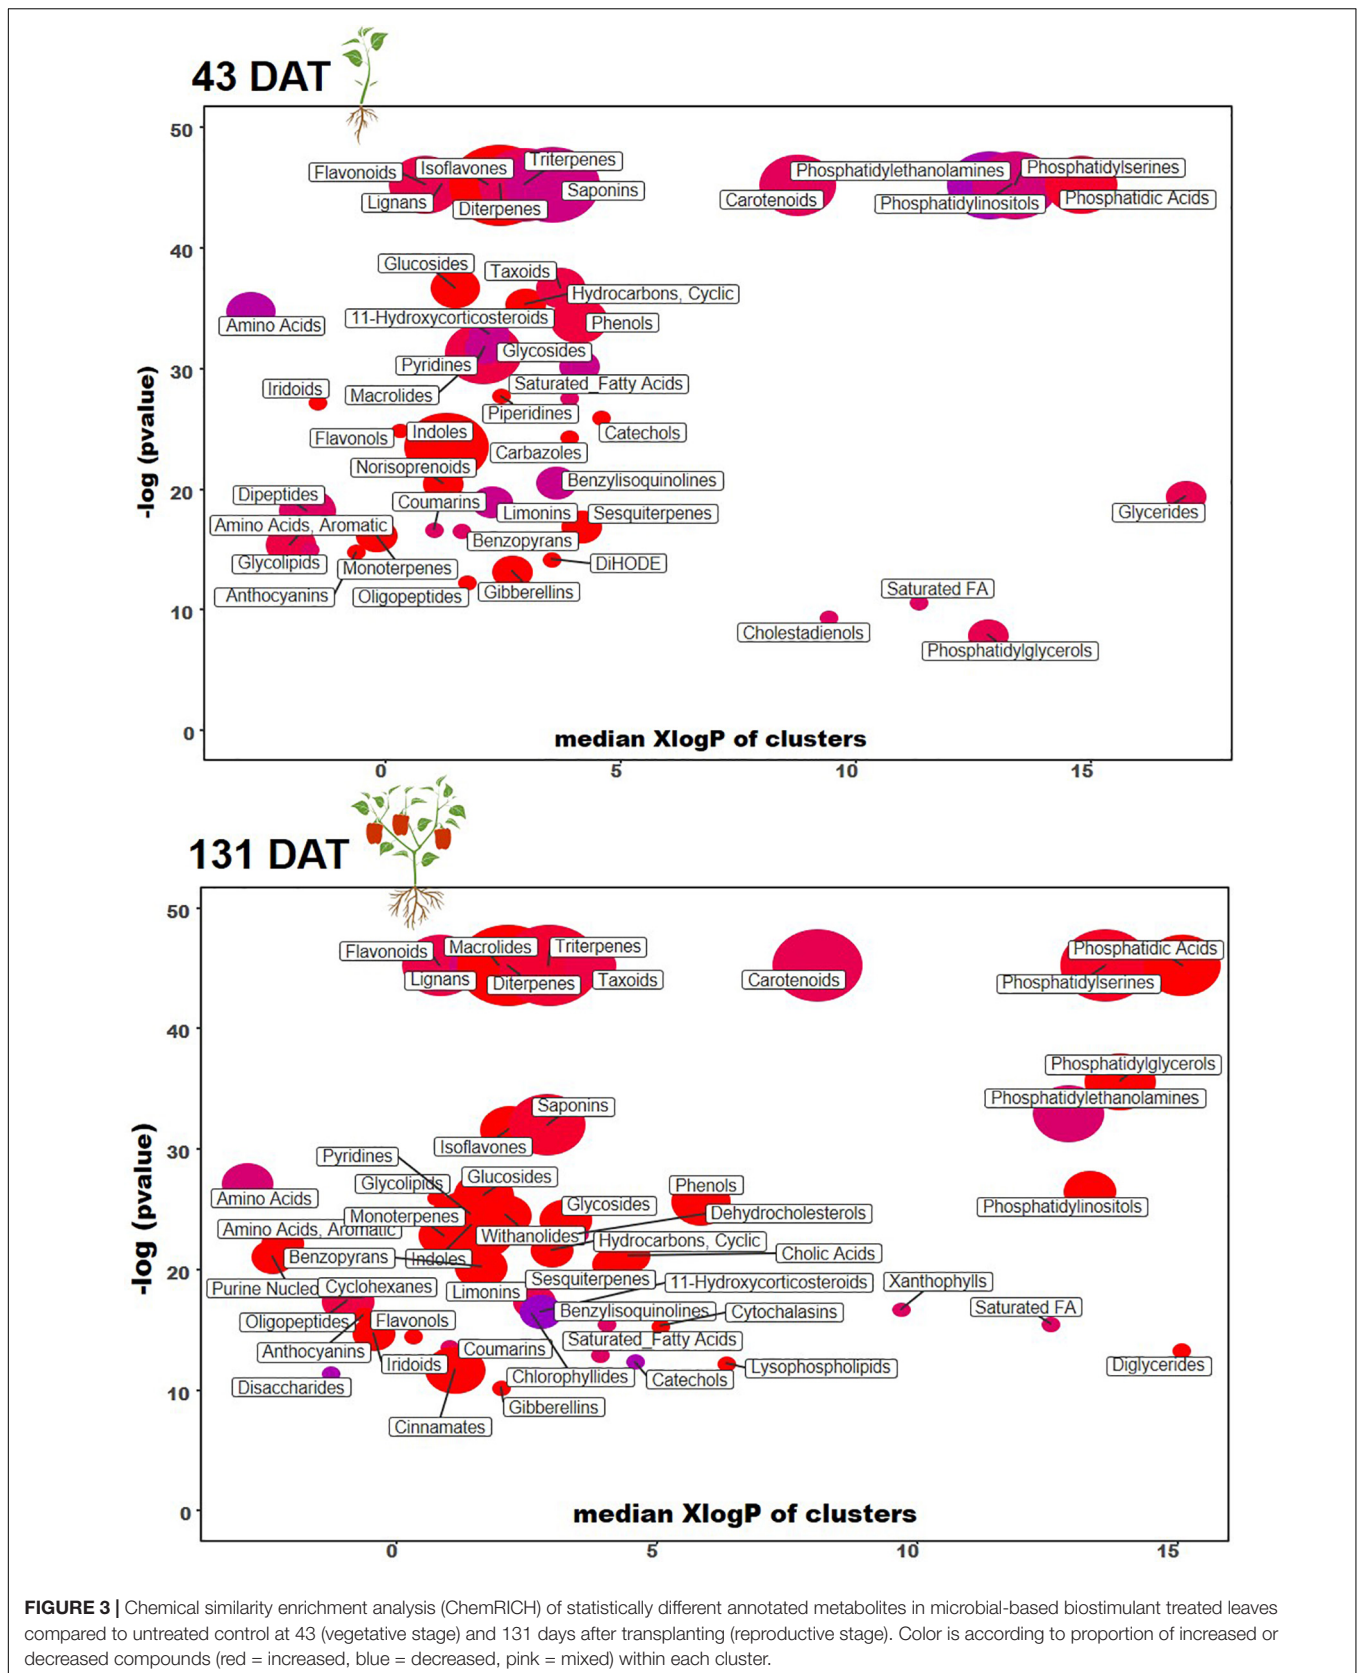 43 DAT
50
40
30
20
10
0
-log (pvalue)
Flavonoids
Isoflavones
Triterpenes
Lignans
Diterpenes
Saponins
Carotenoids
Phosphatidylethanolamines
Phosphatidylserines
Phosphatidylinositols
Phosphatidic Acids
Glucosides
Taxoids
Hydrocarbons, Cyclic
Amino Acids
11-Hydroxycorticosteroids
Phenols
Glycosides
Pyridines
Iridoids
Macrolides
Saturated_Fatty Acids
Piperidines
Flavonols
Indoles
Catechols
Carbazoles
Norisoprenoids
Benzylisoquinolines
Dipeptides
Coumarins
Limonins
Sesquiterpenes
Glycerides
Amino Acids, Aromatic
Benzopyrans
Glycolipids
Monoterpenes
DiHODE
Anthocyanins
Oligopeptides
Gibberellins
Saturated FA
Cholestadienols
Phosphatidylglycerols
median XlogP of clusters
0
5
10
15
131 DAT
50
40
30
20
10
0
-log (pvalue)
Flavonoids
Macrolides
Triterpenes
Lignans
Diterpenes
Taxoids
Carotenoids
Phosphatidic Acids
Phosphatidylserines
Phosphatidylglycerols
Phosphatidylethanolamines
Saponins
Isoflavones
Pyridines
Glycolipids
Glucosides
Phenols
Amino Acids
Glycosides
Phosphatidylinositols
Monoterpenes
Dehydrocholesterols
Amino Acids, Aromatic
Withanolides
Hydrocarbons, Cyclic
Benzopyrans
Indoles
Cholic Acids
Purine Nucleo
Cyclohexanes
Limonins
Sesquiterpenes
11-Hydroxycorticosteroids
Xanthophylls
Oligopeptides
Flavonols
Benzylisoquinolines
Cytochalasins
Saturated FA
Anthocyanins
Coumarins
Saturated_Fatty Acids
Iridoids
Lysophospholipids
Diglycerides
Disaccharides
Chlorophyllides
Catechols
Gibberellins
Cinnamates
median XlogP of clusters
0
5
10
15
FIGURE 3 | Chemical similarity enrichment analysis (ChemRICH) of statistically different annotated metabolites in microbial-based biostimulant treated leaves
compared to untreated control at 43 (vegetative stage) and 131 days after transplanting (reproductive stage). Color is according to proportion of increased or
decreased compounds (red = increased, blue = decreased, pink = mixed) within each cluster.